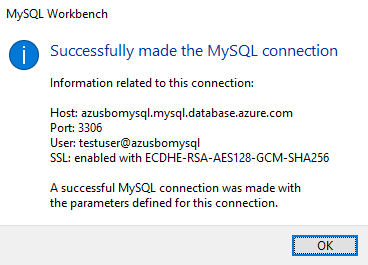 MySQL Workbench
Successfully made the MySQL connection
Information related to this connection:
Host: azusbomysql.mysql.database.azure.com
Port: 3306
User: testuser@azusbomysql
SSL: enabled with ECDHE-RSA-AES128-GCM-SHA256
A successful MySQL connection was made with
the parameters defined for this connection.
OK